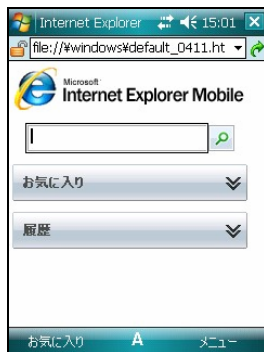 Internet Explorer 15:01
file://¥windows¥default_0411.ht
Microsoft
Internet Explorer Mobile
お気に入り
履歴
お気に入り A メニュー